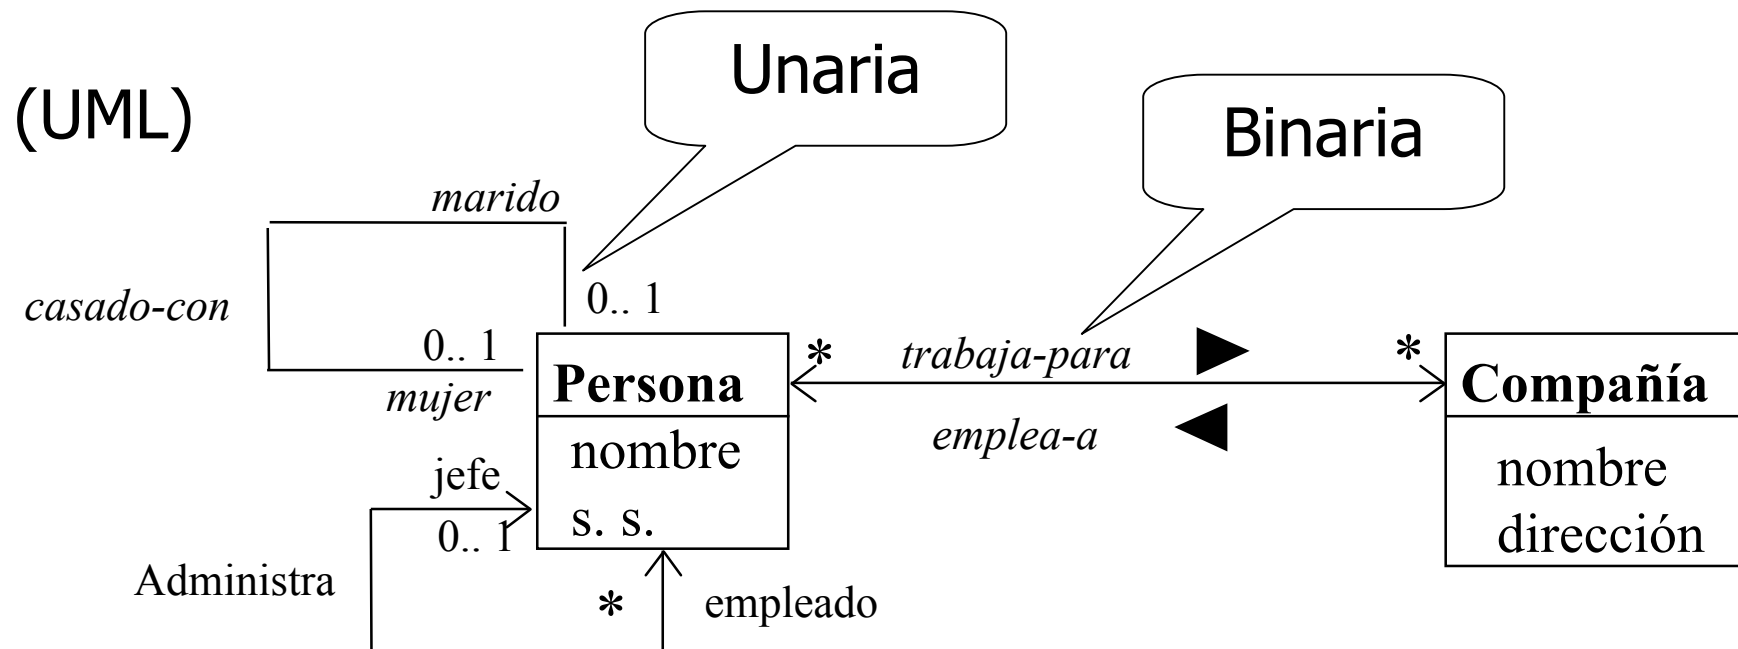 Unaria
(UML)
Binaria
marido
casado-con
0.. 1
0.. 1
mujer
* trabaja-para *
Persona
Compañía
emplea-a
nombre
s. s.
nombre
dirección
jefe
0.. 1
Administra
* empleado